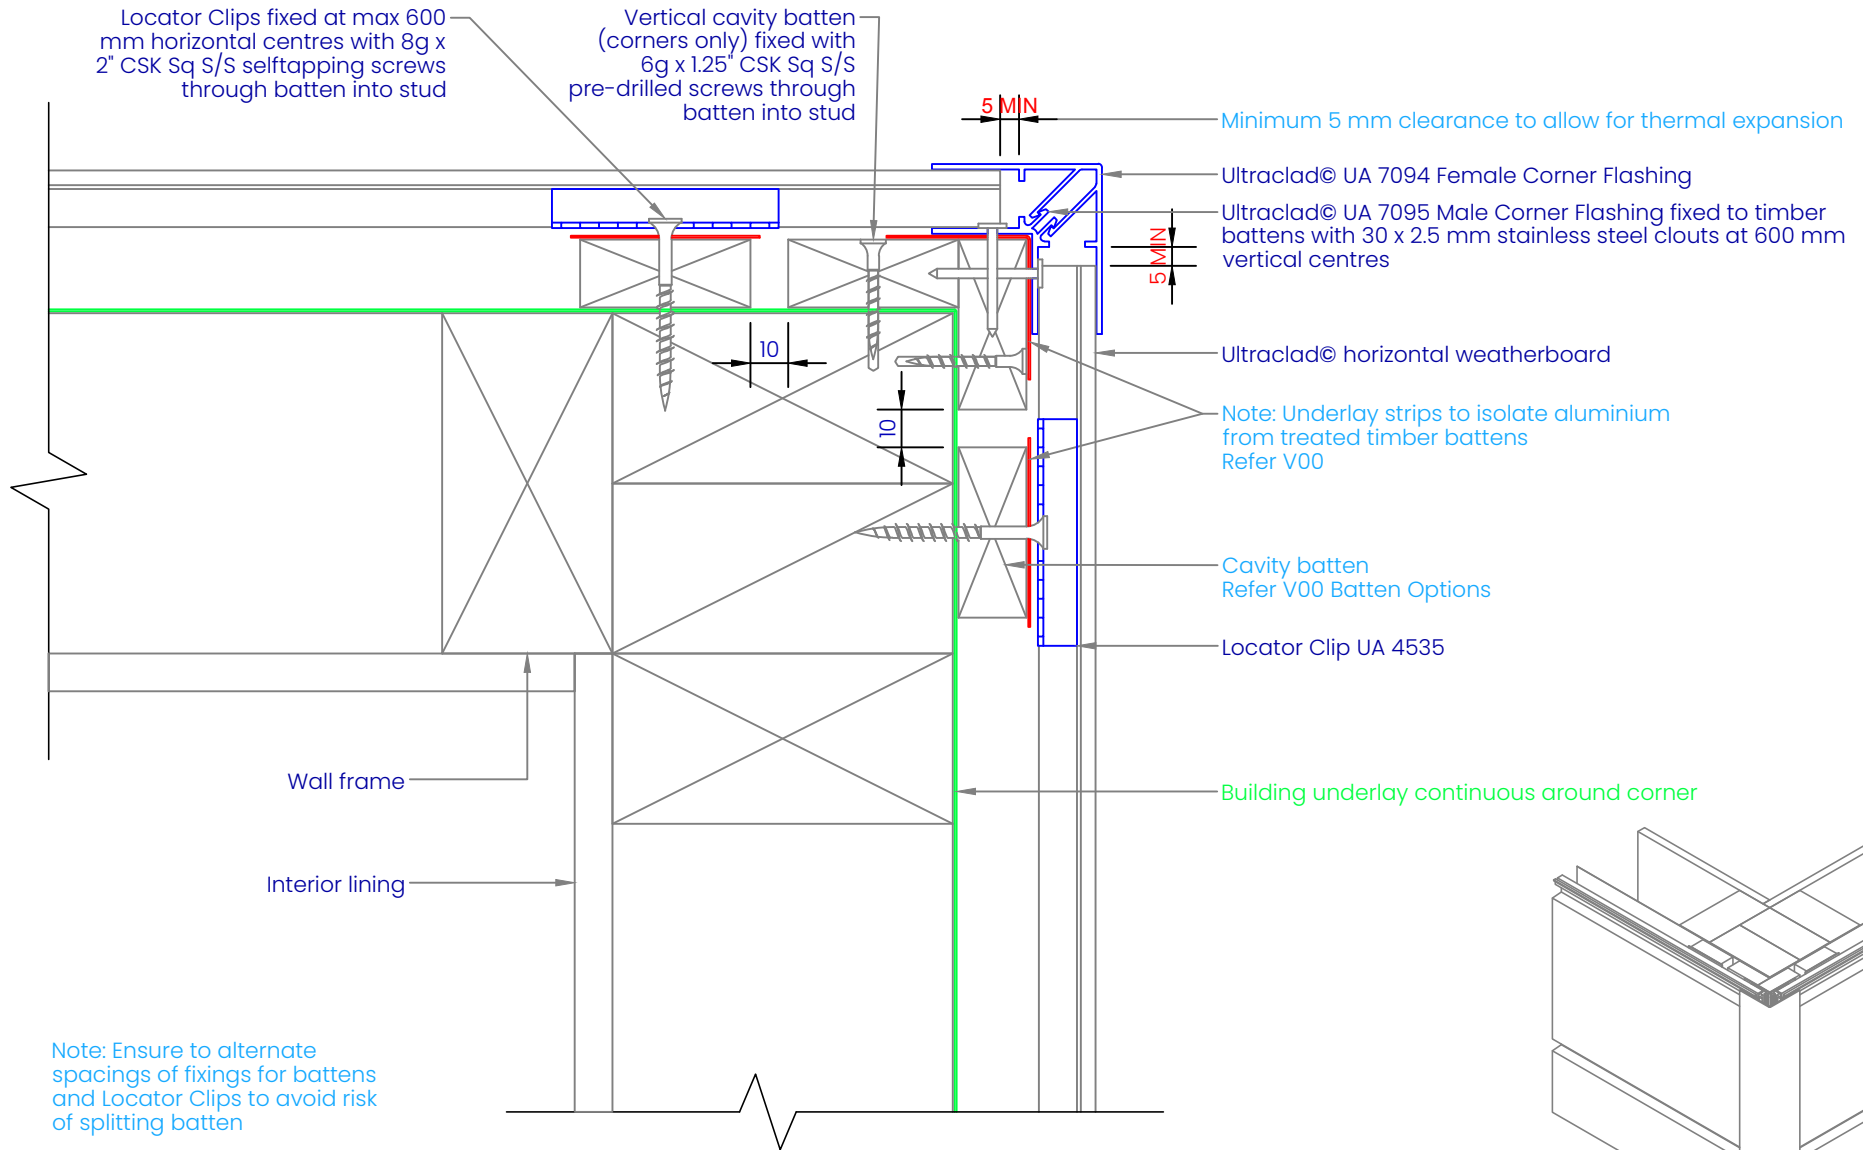 Locator Clips fixed at max 600
mm horizontal centres with 8g x
2" CSK Sq S/S selftapping screws
through batten into stud
Vertical cavity batten
(corners only) fixed with
6g x 1.25" CSK Sq S/S
pre-drilled screws through
batten into stud
5 MIN
Minimum 5 mm clearance to allow for thermal expansion
Ultraclad© UA 7094 Female Corner Flashing
Ultraclad© UA 7095 Male Corner Flashing fixed to timber
battens with 30 x 2.5 mm stainless steel clouts at 600 mm
vertical centres
5 MIN
Ultraclad© horizontal weatherboard
10
10
Note: Underlay strips to isolate aluminium
from treated timber battens
Refer V00
Cavity batten
Refer V00 Batten Options
Locator Clip UA 4535
Wall frame
Building underlay continuous around corner
Interior lining
Note: Ensure to alternate
spacings of fixings for battens
and Locator Clips to avoid risk
of splitting batten